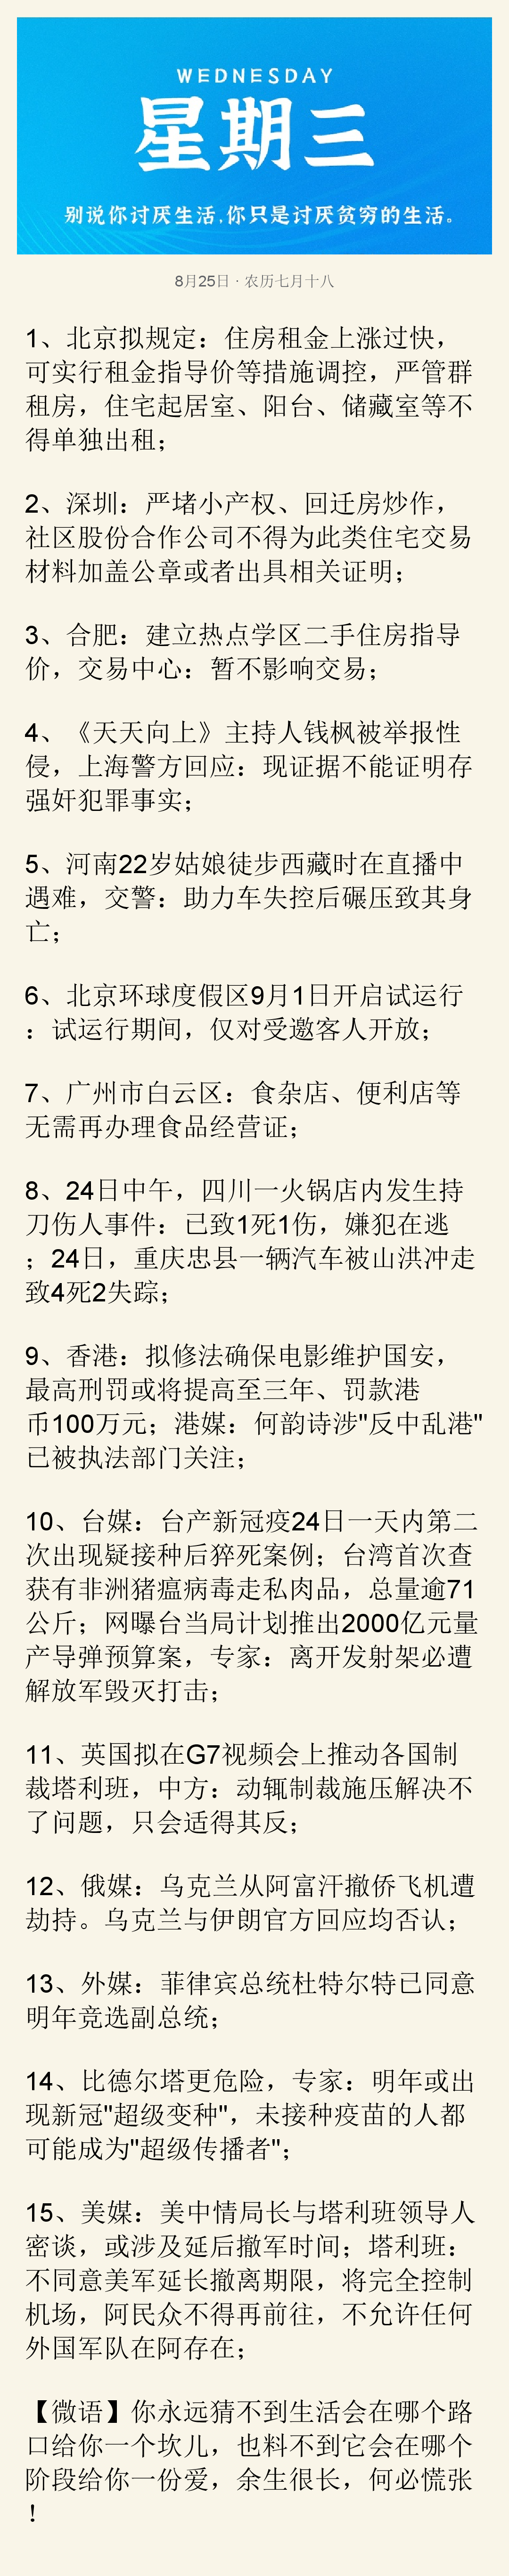 WEDNESDAY
星期三
别说你讨厌生活,你只是讨厌贫穷的生活。
8月25日 · 农历七月十八
1、北京拟规定：住房租金上涨过快，
可实行租金指导价等措施调控，严管群
租房，住宅起居室、阳台、储藏室等不
得单独出租；
2、深圳：严堵小产权、回迁房炒作，
社区股份合作公司不得为此类住宅交易
材料加盖公章或者出具相关证明；
3、合肥：建立热点学区二手住房指导
价，交易中心：暂不影响交易；
4、《天天向上》主持人钱枫被举报性
侵，上海警方回应：现证据不能证明存
强奸犯罪事实；
5、河南22岁姑娘徒步西藏时在直播中
遇难，交警：助力车失控后碾压致其身
亡；
6、北京环球度假区9月1日开启试运行
：试运行期间，仅对受邀客人开放；
7、广州市白云区：食杂店、便利店等
无需再办理食品经营证；
8、24日中午，四川一火锅店内发生持
刀伤人事件：已致1死1伤，嫌犯在逃
；24日，重庆忠县一辆汽车被山洪冲走
致4死2失踪；
9、香港：拟修法确保电影维护国安，
最高刑罚或将提高至三年、罚款港
币100万元；港媒：何韵诗涉"反中乱港"
已被执法部门关注；
10、台媒：台产新冠疫24日一天内第二
次出现疑接种后猝死案例；台湾首次查
获有非洲猪瘟病毒走私肉品，总量逾71
公斤；网曝台当局计划推出2000亿元量
产导弹预算案，专家：离开发射架必遭
解放军毁灭打击；
11、英国拟在G7视频会上推动各国制
裁塔利班，中方：动辄制裁施压解决不
了问题，只会适得其反；
12、俄媒：乌克兰从阿富汗撤侨飞机遭
劫持。乌克兰与伊朗官方回应均否认；
13、外媒：菲律宾总统杜特尔特已同意
明年竞选副总统；
14、比德尔塔更危险，专家：明年或出
现新冠"超级变种"，未接种疫苗的人都
可能成为"超级传播者"；
15、美媒：美中情局长与塔利班领导人
密谈，或涉及延后撤军时间；塔利班：
不同意美军延长撤离期限，将完全控制
机场，阿民众不得再前往，不允许任何
外国军队在阿存在；
【微语】你永远猜不到生活会在哪个路
口给你一个坎儿，也料不到它会在哪个
阶段给你一份爱，余生很长，何必慌张
！